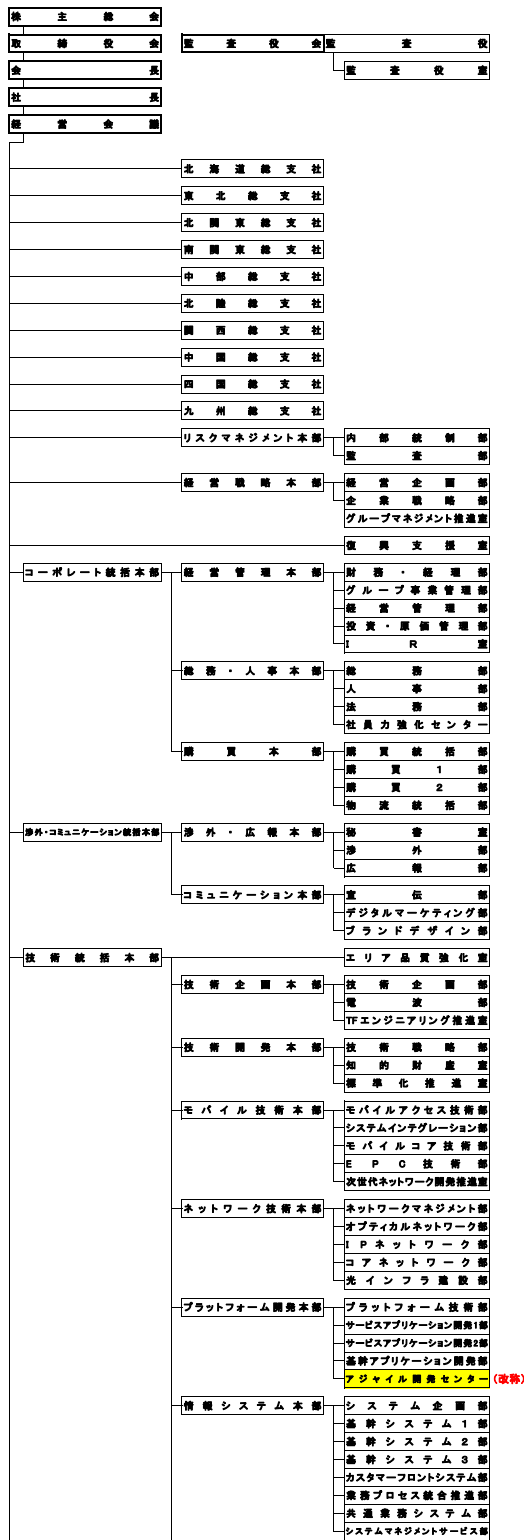 株主総会
取締役会 監査役会 監査役
会長 監査役室
社長
経営会議
北海道総支社
東北総支社
北関東総支社
南関東総支社
中部総支社
北陸総支社
関西総支社
中国総支社
四国総支社
九州総支社
リスクマネジメント本部 内部統制部
監査部
経営戦略本部 経営企画部
企業戦略部
グループマネジメント推進室
復興支援室
コーポレート統括本部 経営管理本部 財務・経理部
グループ事業管理部
経営管理部
投資・原価管理部
IR室
総務・人事本部 総務部
人事部
法務部
社員力強化センター
購買本部 購買統括部
購買1部
購買2部
物流統括部
渉外・コミュニケーション統括本部 渉外・広報本部 秘書室
渉外部
広報部
コミュニケーション本部 宣伝部
デジタルマーケティング部
ブランドデザイン部
技術統括本部 エリア品質強化室
技術企画本部 技術企画部
電波部
TFエンジニアリング推進室
技術開発本部 技術戦略部
知的財産室
標準化推進室
モバイル技術本部 モバイルアクセス技術部
システムインテグレーション部
モバイルコア技術部
EPC技術部
次世代ネットワーク開発推進室
ネットワーク技術本部 ネットワークマネジメント部
オプティカルネットワーク部
IPネットワーク部
コアネットワーク部
光インフラ建設部
プラットフォーム開発本部 プラットフォーム技術部
サービスアプリケーション開発1部
サービスアプリケーション開発2部
基幹アプリケーション開発部
アジャイル開発センター (改称)
情報システム本部 システム企画部
基幹システム1部
基幹システム2部
基幹システム3部
カスタマーフロントシステム部
業務プロセス統合推進部
共通業務システム部
システムマネジメントサービス部